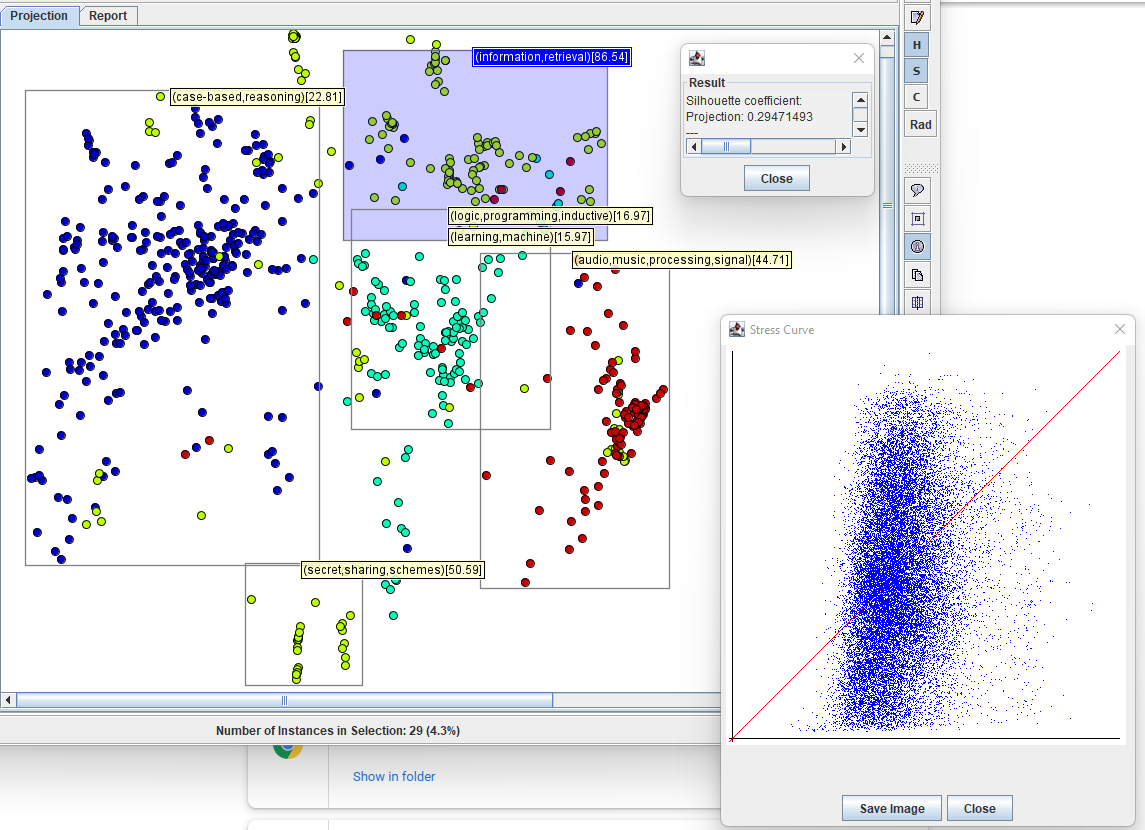 Projection
Report
(information,retrieval)[86.54]
(case-based,reasoning)[22.81]
(logic,programming,inductive)[16.97]
(learning,machine)[15.97]
(audio,music,processing,signal)[44.71]
(secret,sharing,schemes)[50.59]
Number of Instances in Selection: 29 (4.3%)
Show in folder
Result
Silhouette coefficient:
Projection: 0.29471493
---
Close
H
S
C
Rad
Stress Curve
Save Image
Close